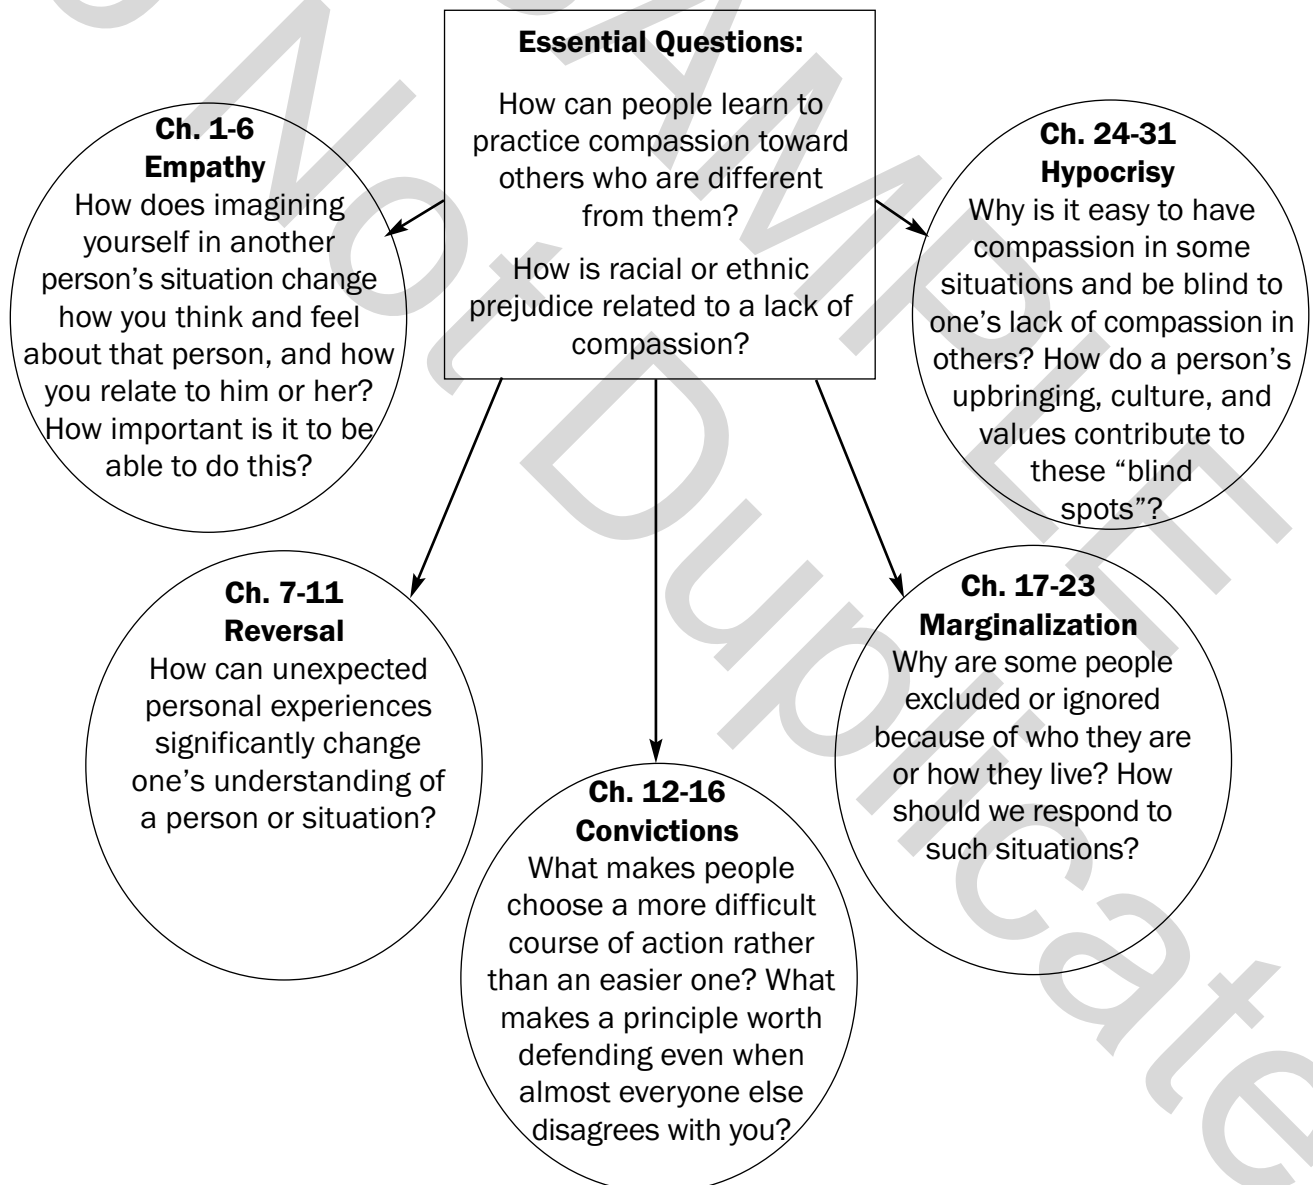 Essential Questions:
How can people learn to
practice compassion toward
others who are different
from them?
How is racial or ethnic
prejudice related to a lack of
compassion?
Ch. 1-6
Empathy
How does imagining
yourself in another
person's situation change
how you think and feel
about that person, and how
you relate to him or her?
How important is it to be
able to do this?
Ch. 7-11
Reversal
How can unexpected
personal experiences
significantly change
one's understanding of
a person or situation?
Ch. 12-16
Convictions
What makes people
choose a more difficult
course of action rather
than an easier one? What
makes a principle worth
defending even when
almost everyone else
disagrees with you?
Ch. 17-23
Marginalization
Why are some people
excluded or ignored
because of who they are
or how they live? How
should we respond to
such situations?
Ch. 24-31
Hypocrisy
Why is it easy to have
compassion in some
situations and be blind to
one's lack of compassion in
others? How do a person's
upbringing, culture, and
values contribute to
these “blind
spots”?
SAMPLE
Do Not Duplicate